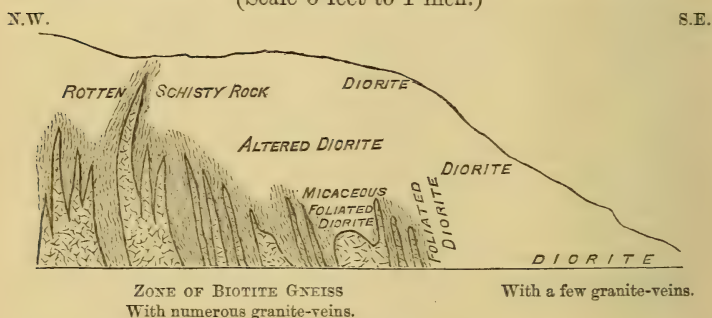 (Scale 6 feet to 1 inch.)
N.W.
S.E.
ROTTEN SCHISTY ROCK
DIORITE
ALTERED DIORITE
DIORITE
MICACEOUS
FOLIATED
DIORITE
FOLIATED
DIORITE
DIORITE
ZONE OF BIOTITE GNEISS
With numerous granite-veins.
With a few granite-veins.